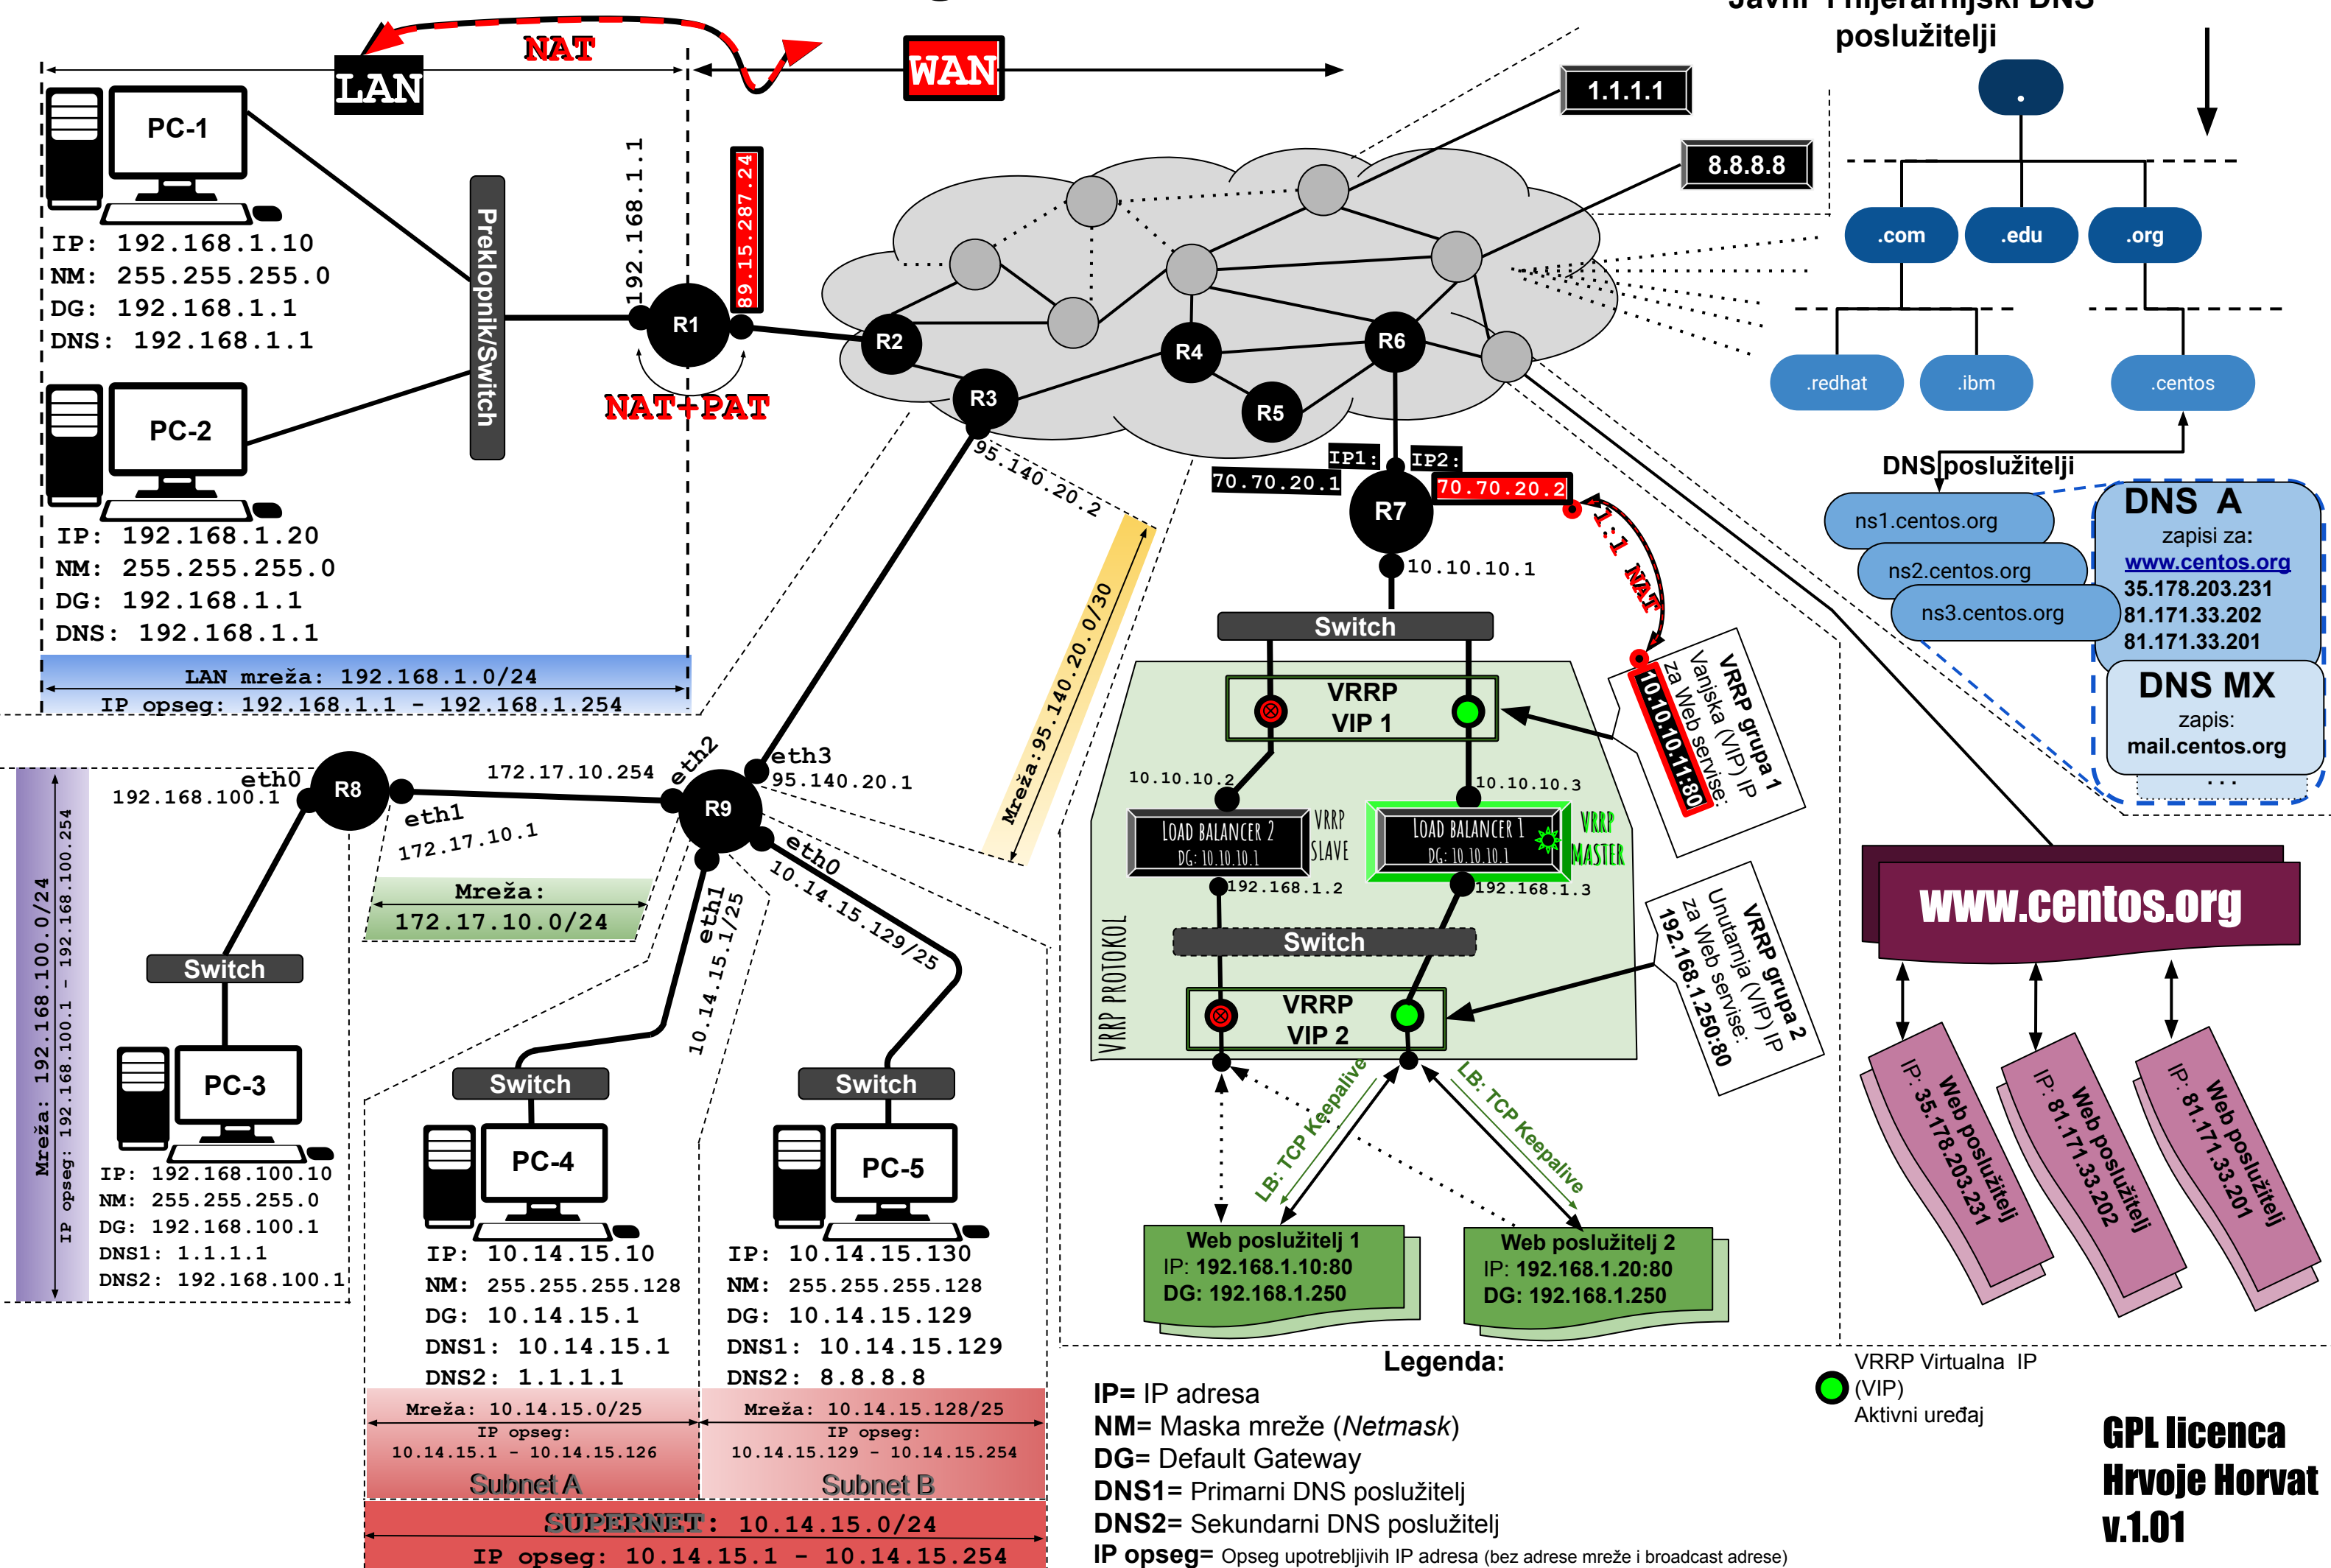 Javni i hijerarhijski DNS
poslužitelji
NAT
LAN
WAN
1.1.1.1
8.8.8.8
.
.com
.edu
.org
.redhat
.ibm
.centos
PC-1
IP: 192.168.1.10
NM: 255.255.255.0
DG: 192.168.1.1
DNS: 192.168.1.1
PC-2
IP: 192.168.1.20
NM: 255.255.255.0
DG: 192.168.1.1
DNS: 192.168.1.1
LAN mreža: 192.168.1.0/24
IP opseg: 192.168.1.1 - 192.168.1.254
Preklopnik/Switch
192.168.1.1
89.15.287.24
R1
NAT+PAT
R2
R3
R4
R5
R6
95.140.20.2
Mreža:95.140.20.0/30
IP1:
70.70.20.1
IP2:
70.70.20.2
R7
1:1 NAT
10.10.10.1
Switch
VRRP
VIP 1
10.10.10.2
10.10.10.3
LOAD BALANCER 2
DG: 10.10.10.1
VRRP
SLAVE
LOAD BALANCER 1
DG: 10.10.10.1
VRRP
MASTER
192.168.1.2
192.168.1.3
Switch
VRRP
VIP 2
VRRP PROTOKOL
VRRP grupa 1
Vanjska (VIP) IP
za Web servise:
10.10.10.11:80
VRRP grupa 2
Unutarnja (VIP) IP
za Web servise:
192.168.1.250:80
LB: TCP Keepalive
LB: TCP Keepalive
Web poslužitelj 1
IP: 192.168.1.10:80
DG: 192.168.1.250
Web poslužitelj 2
IP: 192.168.1.20:80
DG: 192.168.1.250
DNS poslužitelji
ns1.centos.org
ns2.centos.org
ns3.centos.org
DNS A
zapisi za:
www.centos.org
35.178.203.231
81.171.33.202
81.171.33.201
DNS MX
zapis:
mail.centos.org
...
www.centos.org
Web poslužitelj
IP: 35.178.203.231
Web poslužitelj
IP: 81.171.33.202
Web poslužitelj
IP: 81.171.33.201
eth0
192.168.100.1
R8
eth1
172.17.10.1
172.17.10.254
eth2
R9
eth3
95.140.20.1
eth0
10.14.15.129/25
eth1
10.14.15.1/25
Mreža:
172.17.10.0/24
Mreža: 192.168.100.0/24
IP opseg: 192.168.100.1 - 192.168.100.254
Switch
PC-3
IP: 192.168.100.10
NM: 255.255.255.0
DG: 192.168.100.1
DNS1: 1.1.1.1
DNS2: 192.168.100.1
Switch
PC-4
IP: 10.14.15.10
NM: 255.255.255.128
DG: 10.14.15.1
DNS1: 10.14.15.1
DNS2: 1.1.1.1
Switch
PC-5
IP: 10.14.15.130
NM: 255.255.255.128
DG: 10.14.15.129
DNS1: 10.14.15.129
DNS2: 8.8.8.8
Mreža: 10.14.15.0/25
IP opseg:
10.14.15.1 - 10.14.15.126
Subnet A
Mreža: 10.14.15.128/25
IP opseg:
10.14.15.129 - 10.14.15.254
Subnet B
SUPERNET: 10.14.15.0/24
IP opseg: 10.14.15.1 - 10.14.15.254
Legenda:
IP= IP adresa
NM= Maska mreže (Netmask)
DG= Default Gateway
DNS1= Primarni DNS poslužitelj
DNS2= Sekundarni DNS poslužitelj
IP opseg= Opseg upotrebljivih IP adresa (bez adrese mreže i broadcast adrese)
VRRP Virtualna IP
(VIP)
Aktivni uređaj
GPL licenca
Hrvoje Horvat
v.1.01